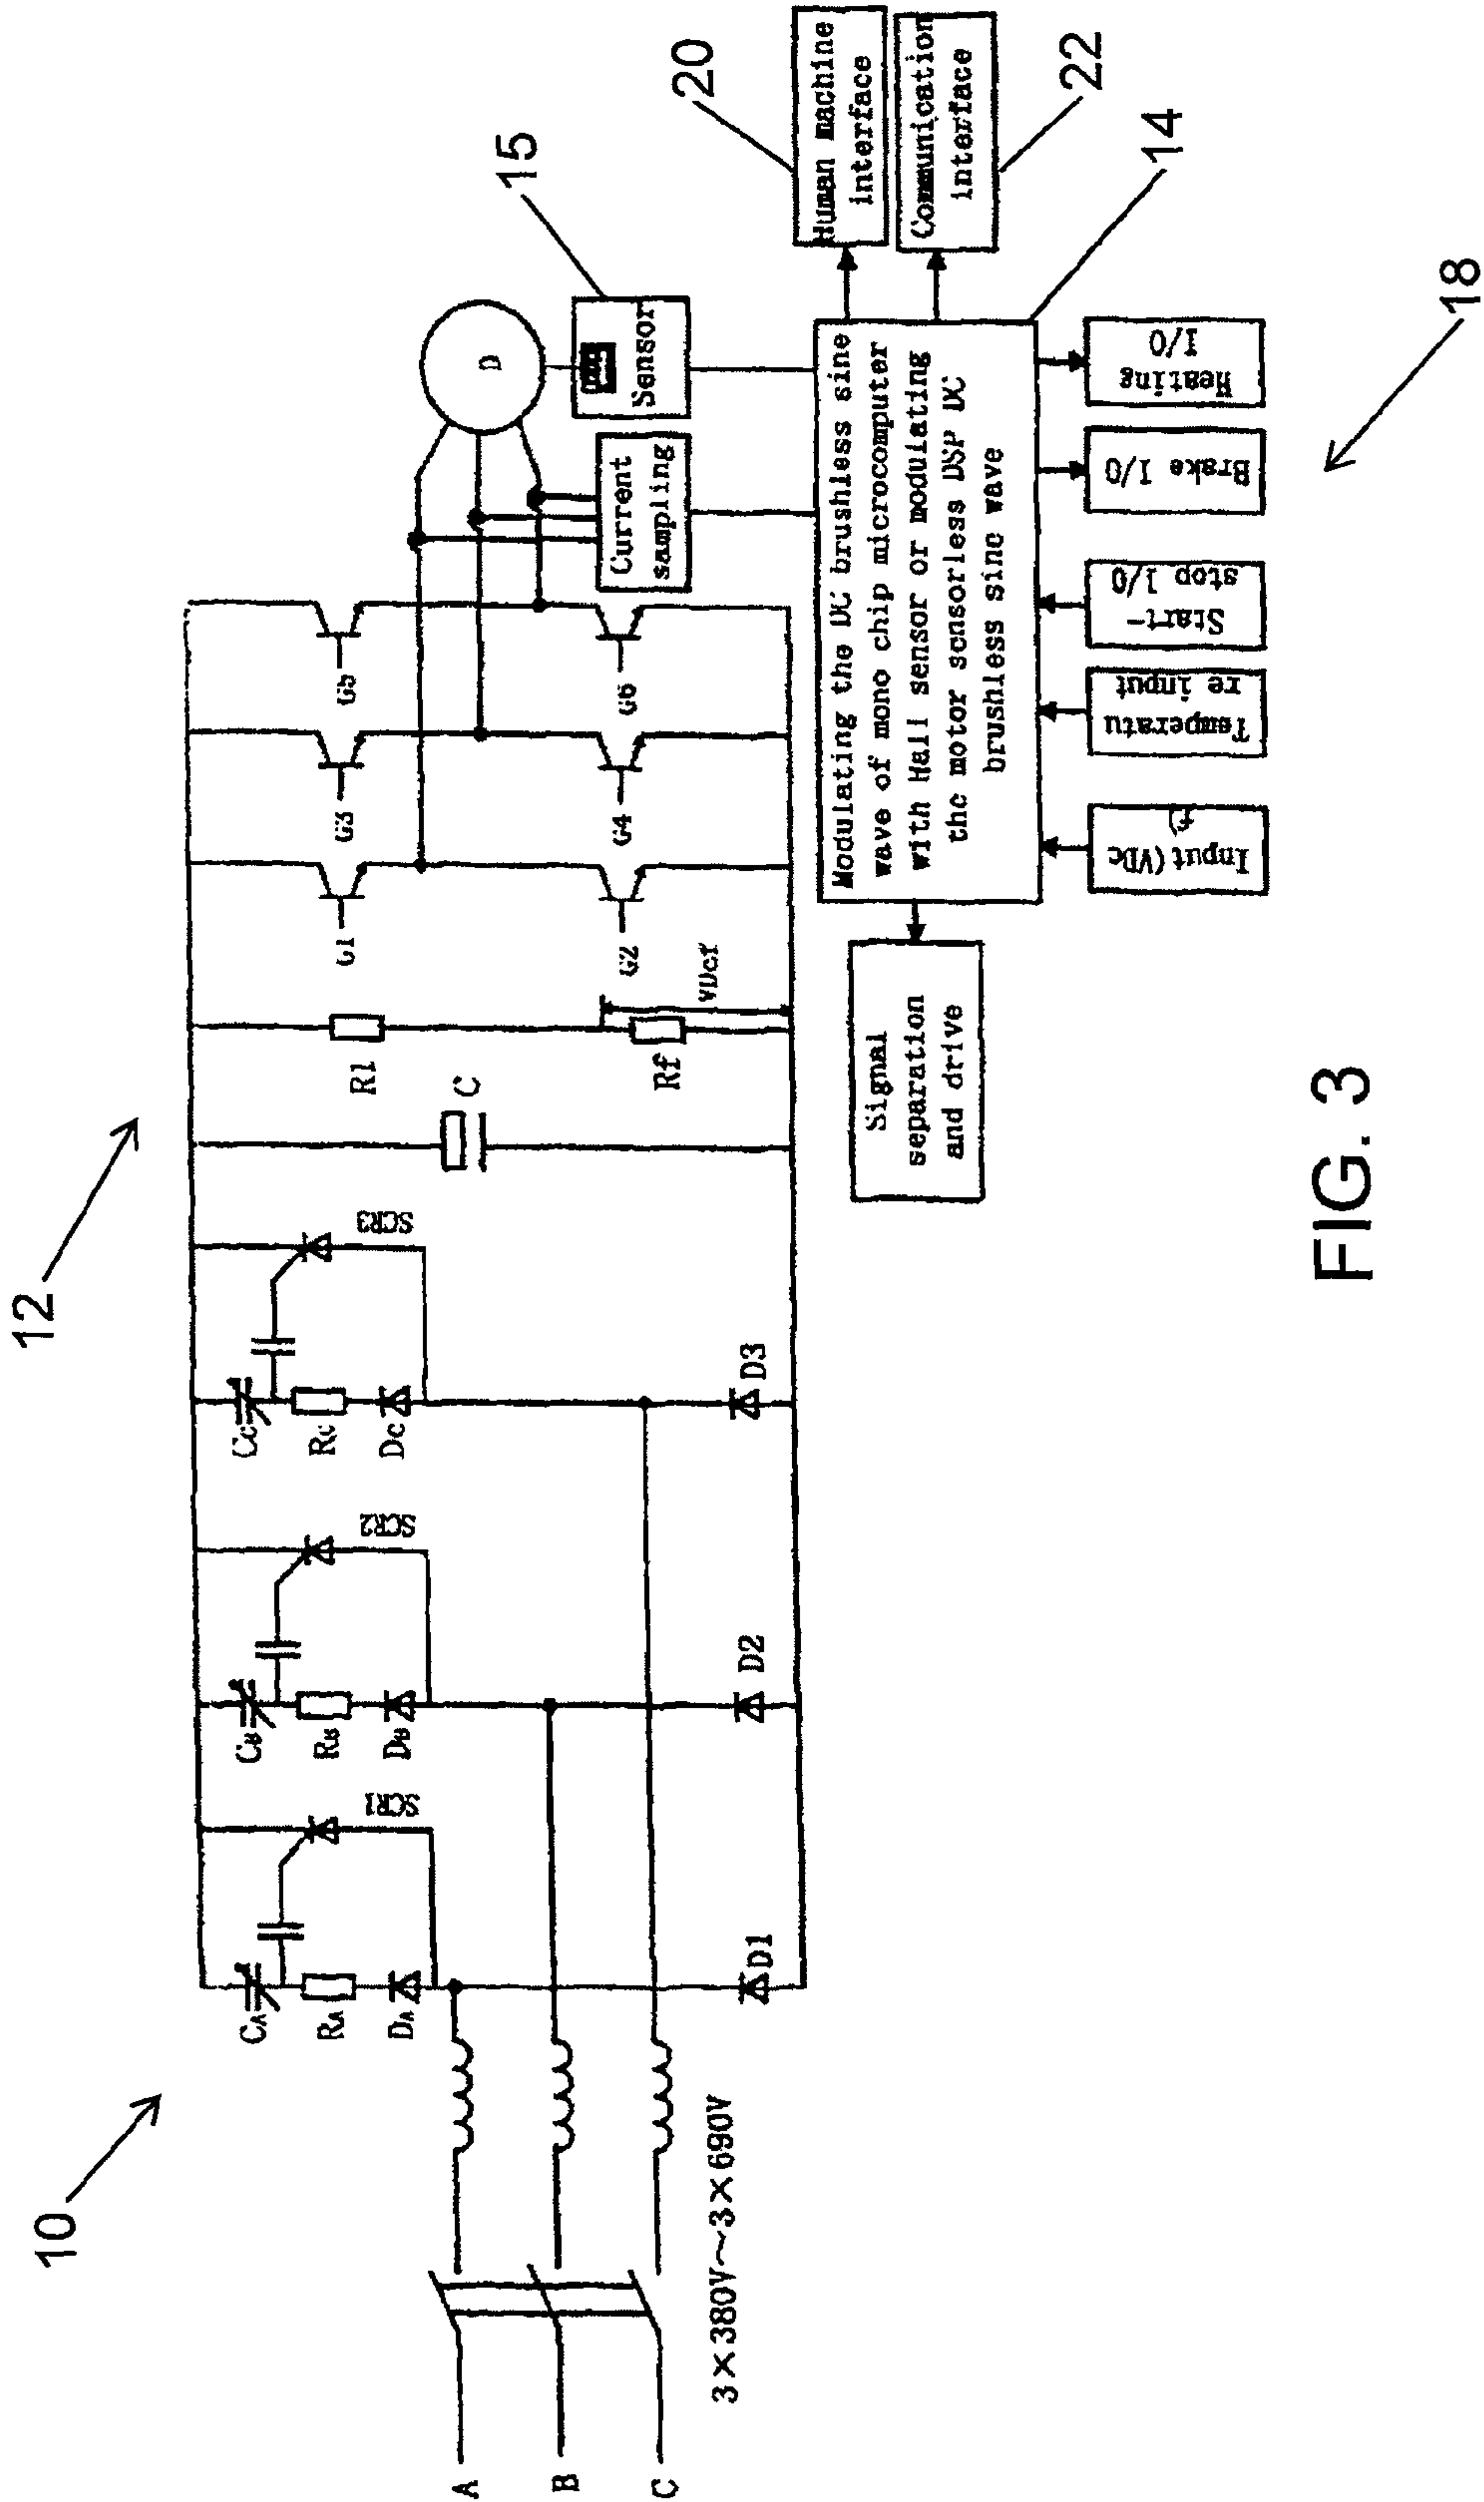 10
12
A
B
C
3×380V~3×690V
CA
RA
DA
SCR1
D1
CB
RB
DB
SCR2
D2
CC
RC
DC
SCR3
D3
C
R1
Rf
VDcf
G1
G2
G3
G4
G5
G6
D
Current
sampling
Sensor
15
Signal
separation
and drive
Modulating the DC brushless sine
wave of mono chip microcomputer
with Hall sensor or modulating
the motor sensorless DSP DC
brushless sine wave
Human machine
interface
20
Communication
interface
22
14
Input(VDc
f)
Temperatu
re input
Start-
stop I/O
Brake I/O
Heating
I/O
18
FIG. 3